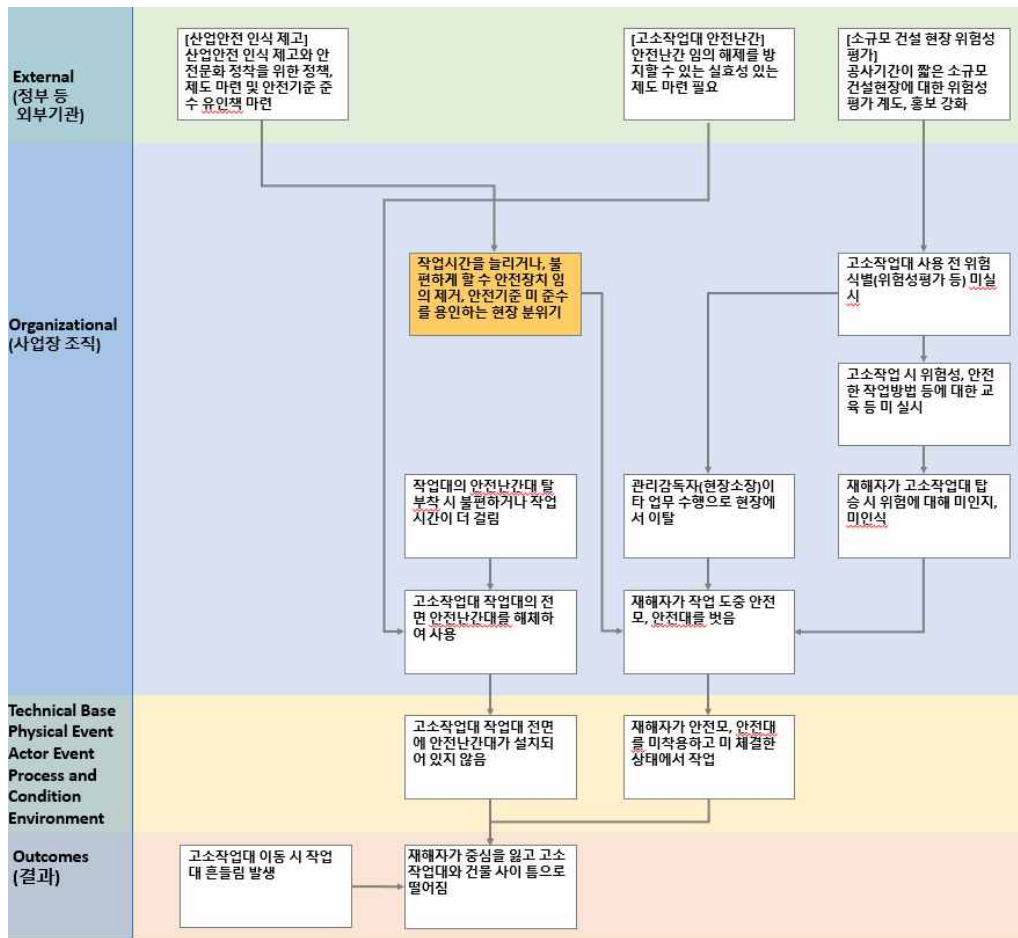 External
(정부 등
외부기관)
[산업안전 인식 제고]
산업안전 인식 제고와 안
전문화 정착을 위한 정책,
제도 마련 및 안전기준 준
수 유인책 마련
[고소작업대 안전난간]
안전난간 임의 해제를 방
지할 수 있는 실효성 있는
제도 마련 필요
[소규모 건설 현장 위험성
평가]
공사기간이 짧은 소규모
건설현장에 대한 위험성
평가 계도, 홍보 강화
Organizational
(사업장 조직)
작업시간을 늘리거나, 불
편하게 할 수 안전장치 임
의 제거, 안전기준 미 준수
를 용인하는 현장 분위기
고소작업대 사용 전 위험
식별(위험성평가 등) 미실
시
고소작업 시 위험성, 안전
한 작업방법 등에 대한 교
육 등 미 실시
작업대의 안전난간대 탈
부착 시 불편하거나 작업
시간이 더 걸림
관리감독자(현장소장)이
타 업무 수행으로 현장에
서 이탈
재해자가 고소작업대 탑
승 시 위험에 대해 미인지,
미인식
고소작업대 작업대의 전
면 안전난간대를 해체하
여 사용
재해자가 작업 도중 안전
모, 안전대를 벗음
Technical Base
Physical Event
Actor Event
Process and
Condition
Environment
고소작업대 작업대 전면
에 안전난간대가 설치되
어 있지 않음
재해자가 안전모, 안전대
를 미착용하고 미 체결한
상태에서 작업
Outcomes
(결과)
고소작업대 이동 시 작업
대 흔들림 발생
재해자가 중심을 잃고 고소
작업대와 건물 사이 틈으로
떨어짐